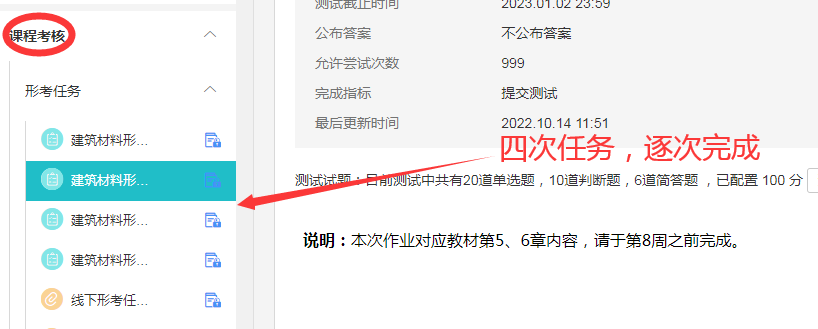 课程考核
形考任务
建筑材料形...
建筑材料形...
建筑材料形...
建筑材料形...
线下形考任...
测试截止时间 2023.01.02 23:59
公布答案 不公布答案
允许尝试次数 999
完成指标 提交测试
最后更新时间 2022.10.14 11:51
四次任务，逐次完成
测试试题：目前测试中共有20道单选题，10道判断题，6道简答题 ，已配置 100 分
说明：本次作业对应教材第5、6章内容，请于第8周之前完成。